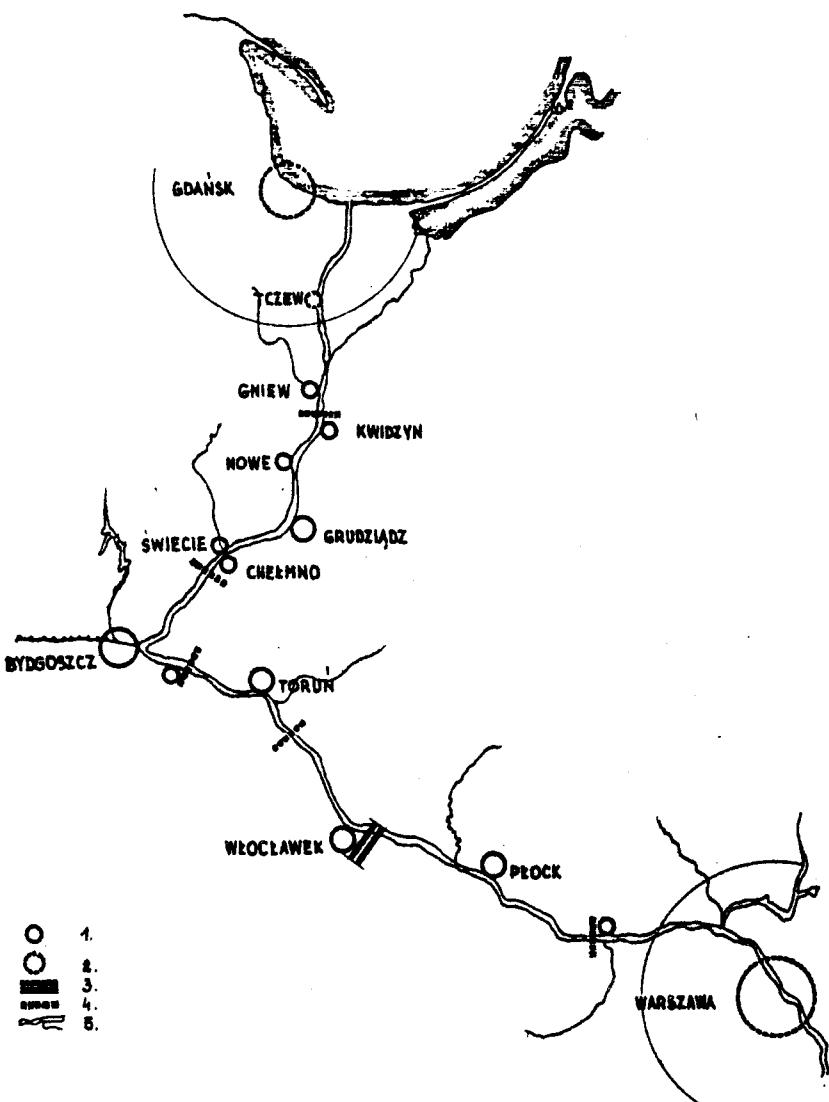 GDAŃSK
TCZEW
GNIEW
KWIDZYN
NOWE
GRUDZIĄDZ
ŚWIECIE
CHEŁMNO
BYDGOSZCZ
TORUŃ
WŁOCŁAWEK
PŁOCK
WARSZAWA
1.
2.
3.
4.
5.